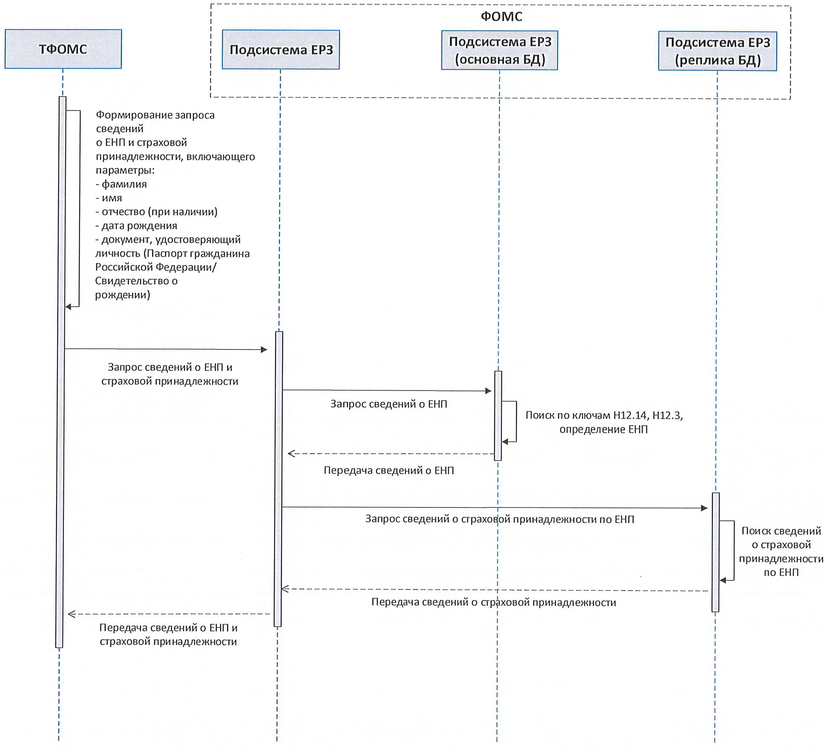 ФОМС
ТФОМС
Подсистема ЕРЗ
Подсистема ЕРЗ
(основная БД)
Подсистема ЕРЗ
(реплика БД)
Формирование запроса
сведений
о ЕНП и страховой
принадлежности, включающего
параметры:
- фамилия
- имя
- отчество (при наличии)
- дата рождения
- документ, удостоверяющий
личность (Паспорт гражданина
Российской Федерации/
Свидетельство о
рождении)
Запрос сведений о ЕНП и
страховой принадлежности
Запрос сведений о ЕНП
Поиск по ключам Н12.14, Н12.3,
определение ЕНП
Передача сведений о ЕНП
Запрос сведений о страховой принадлежности по ЕНП
Поиск сведений
о страховой
принадлежности
по ЕНП
Передача сведений о страховой принадлежности
Передача сведений о ЕНП и
страховой принадлежности